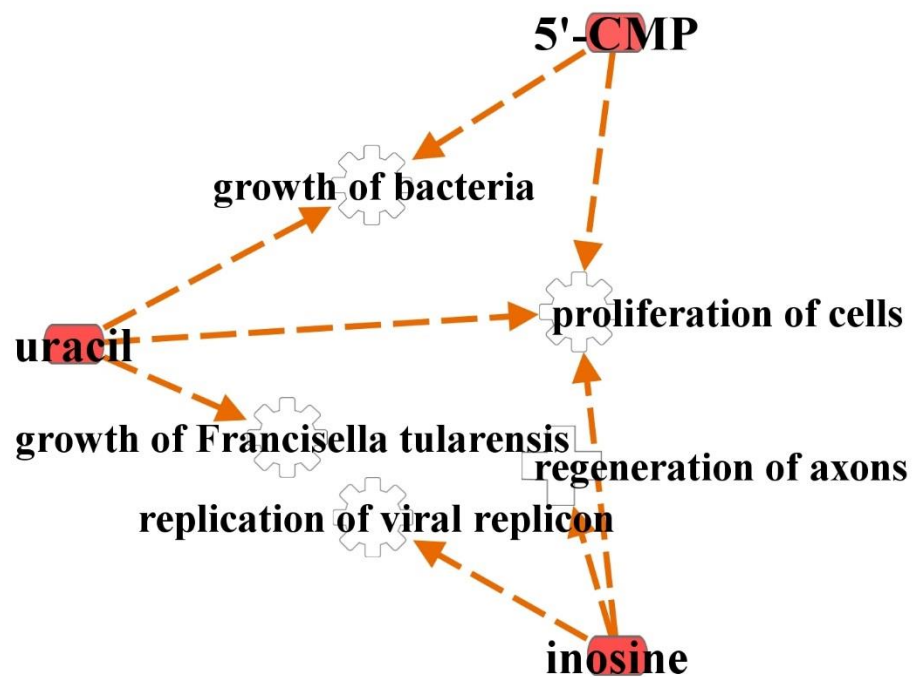 5'-CMP
growth of bacteria
proliferation of cells
uracil
growth of Francisella tularensis
regeneration of axons
replication of viral replicon
inosine